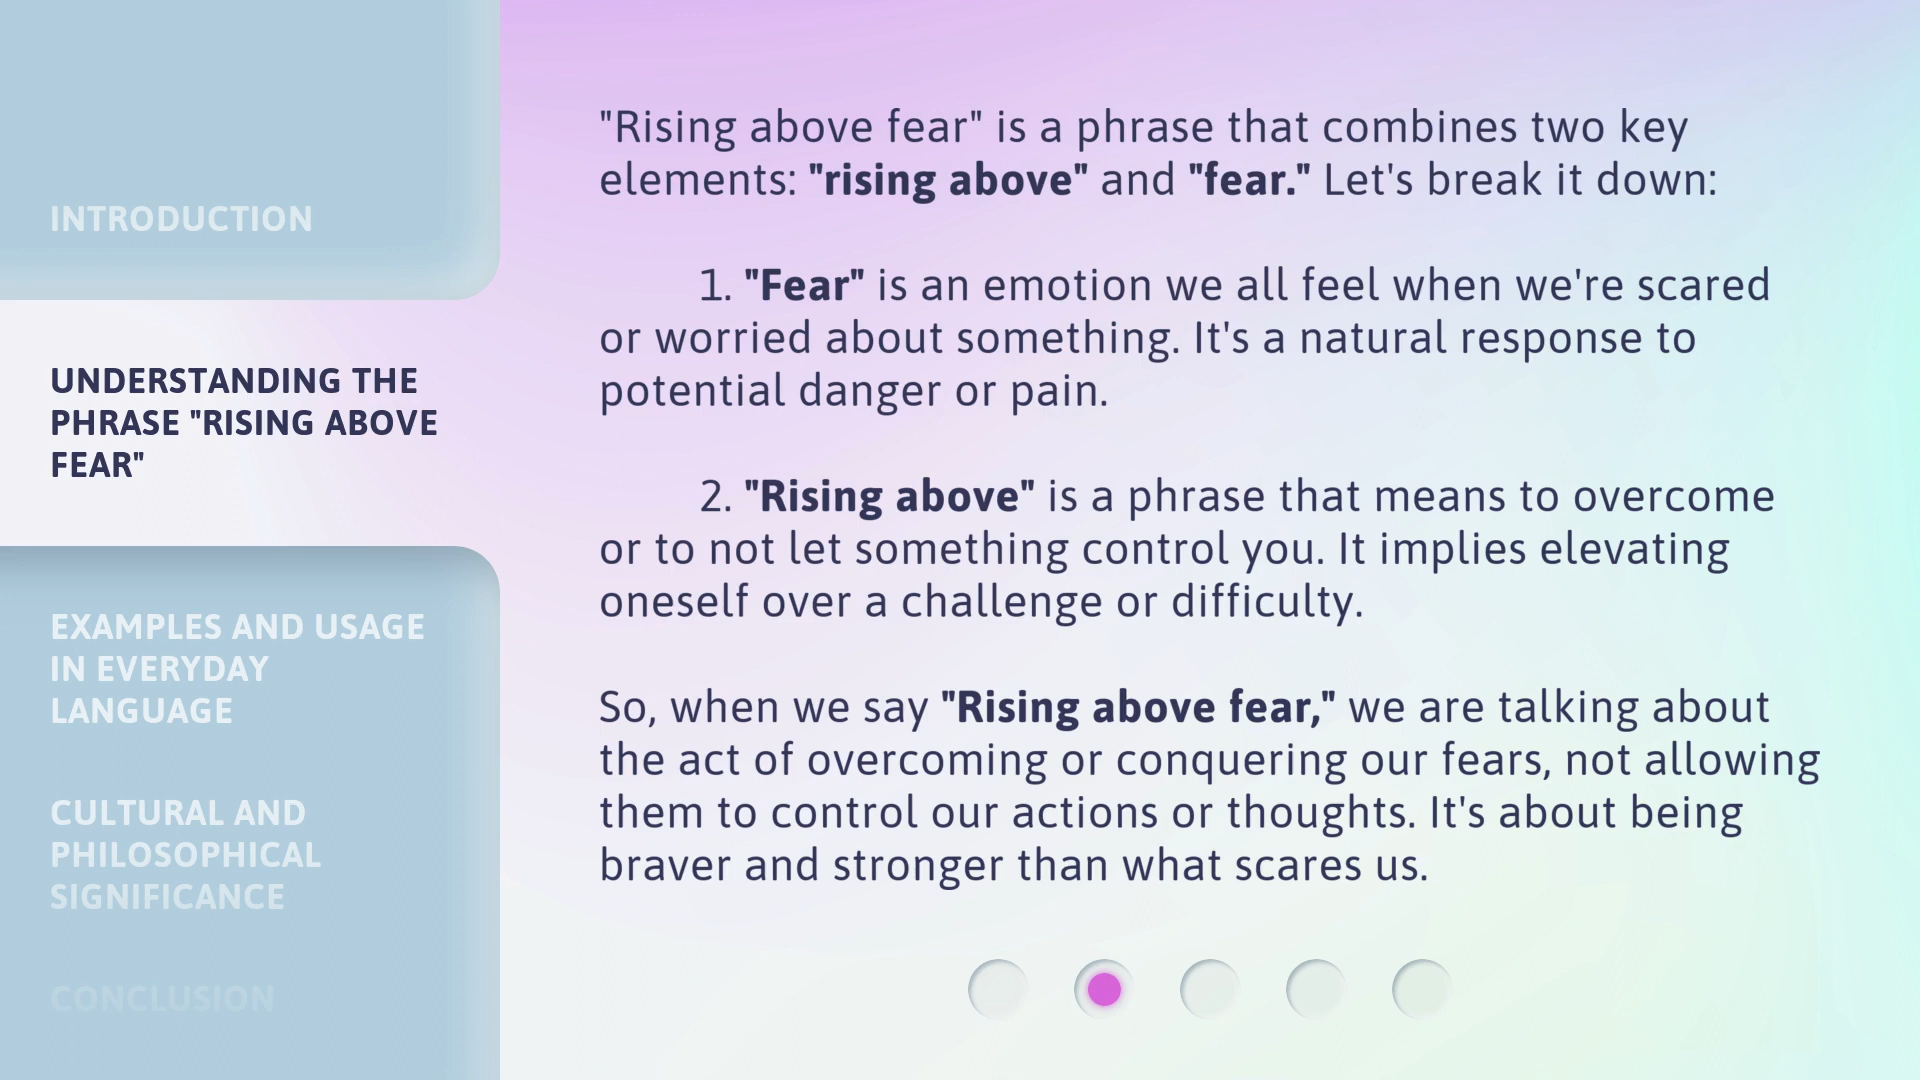 INTRODUCTION
UNDERSTANDING THE
PHRASE "RISING ABOVE
FEAR"
EXAMPLES AND USAGE
IN EVERYDAY
LANGUAGE
CULTURAL AND
PHILOSOPHICAL
SIGNIFICANCE
CONCLUSION
"Rising above fear" is a phrase that combines two key
elements: "rising above" and "fear." Let's break it down:
1. "Fear" is an emotion we all feel when we're scared
or worried about something. It's a natural response to
potential danger or pain.
2. "Rising above" is a phrase that means to overcome
or to not let something control you. It implies elevating
oneself over a challenge or difficulty.
So, when we say "Rising above fear," we are talking about
the act of overcoming or conquering our fears, not allowing
them to control our actions or thoughts. It's about being
braver and stronger than what scares us.